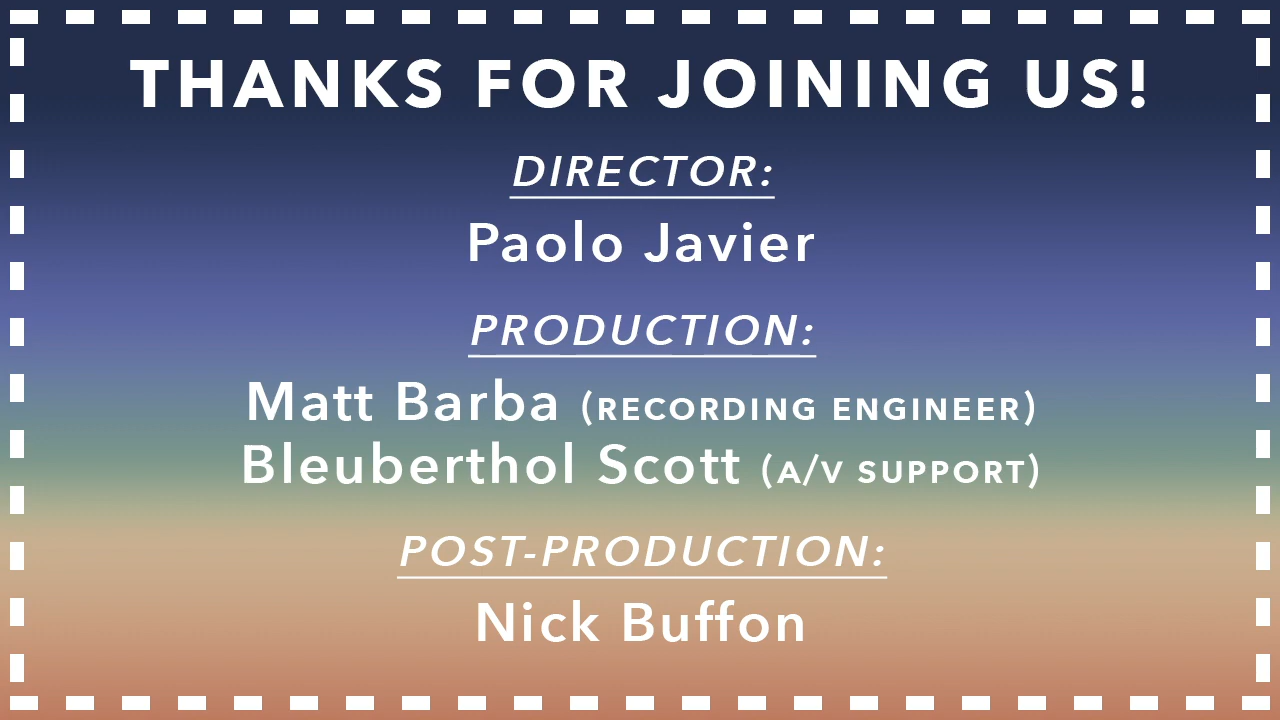 THANKS FOR JOINING US!
DIRECTOR:
Paolo Javier
PRODUCTION:
Matt Barba (RECORDING ENGINEER)
Bleuberthol Scott (A/V SUPPORT)
POST-PRODUCTION:
Nick Buffon